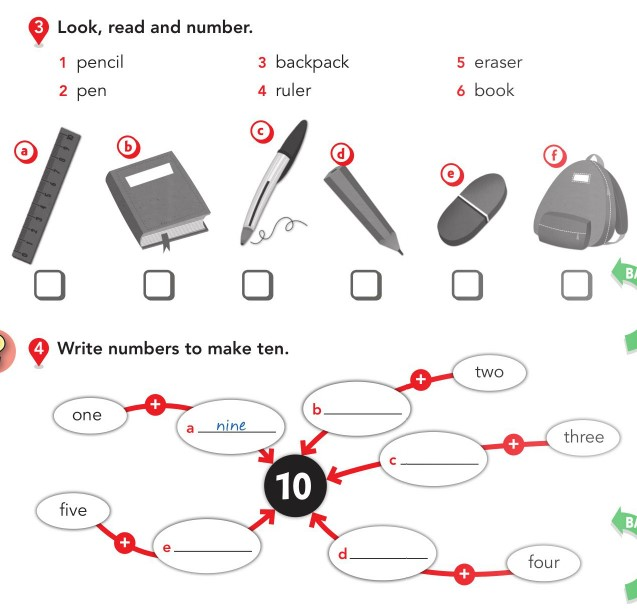 3 Look, read and number.
1 pencil 3 backpack 5 eraser
2 pen 4 ruler 6 book
a b c d e f
4 Write numbers to make ten.
two
one + a nine b +
c + three
10
five + e d + four